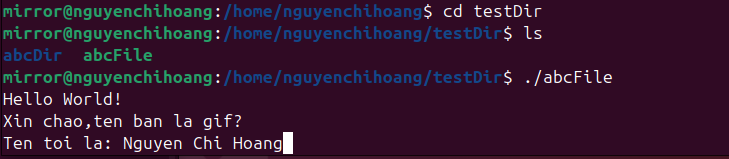 mirror@nguyenchihoang:/home/nguyenchihoang$ cd testDir
mirror@nguyenchihoang:/home/nguyenchihoang/testDir$ ls
abcDir  abcFile
mirror@nguyenchihoang:/home/nguyenchihoang/testDir$ ./abcFile
Hello World!
Xin chao,ten ban la gif?
Ten toi la: Nguyen Chi Hoang